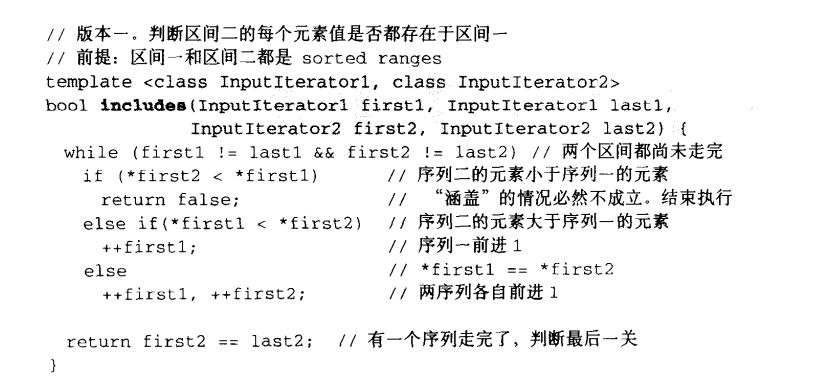 // 版本一。判断区间二的每个元素值是否都存在于区间一
// 前提：区间一和区间二都是 sorted ranges
template <class InputIterator1, class InputIterator2>
bool includes(InputIterator1 first1, InputIterator1 last1,
              InputIterator2 first2, InputIterator2 last2) {
  while (first1 != last1 && first2 != last2) // 两个区间都尚未走完
    if (*first2 < *first1)       // 序列二的元素小于序列一的元素
      return false;              //  “涵盖”的情况必然不成立。结束执行
    else if(*first1 < *first2)   // 序列二的元素大于序列一的元素
      ++first1;                  // 序列一前进 1
    else                         // *first1 == *first2
      ++first1, ++first2;        // 两序列各自前进 1

  return first2 == last2;  // 有一个序列走完了，判断最后一关
}